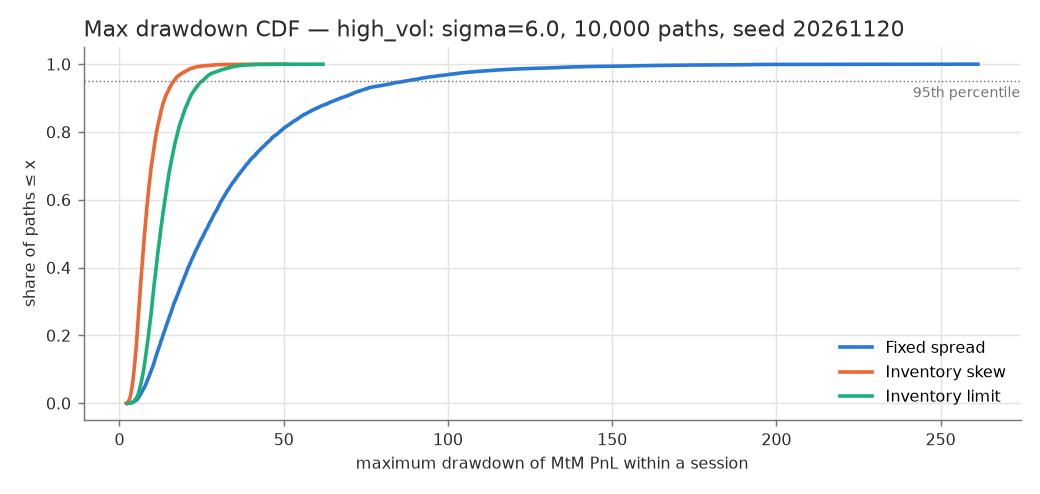 Max drawdown CDF — high_vol: sigma=6.0, 10,000 paths, seed 20261120
1.0
0.8
0.6
0.4
0.2
0.0
share of paths ≤ x
95th percentile
Fixed spread
Inventory skew
Inventory limit
0 50 100 150 200 250
maximum drawdown of MtM PnL within a session